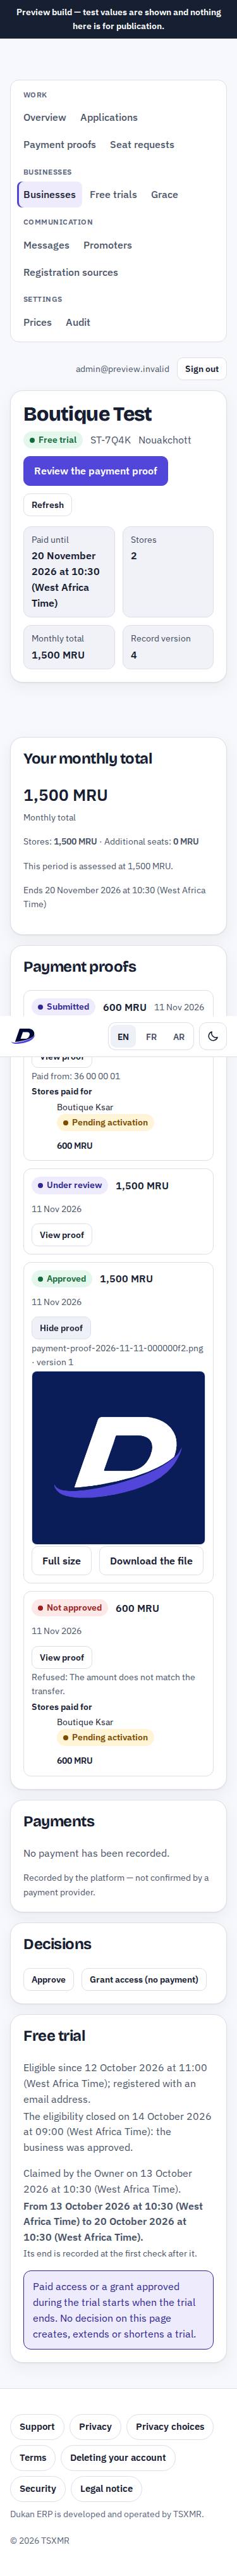 Preview build — test values are shown and nothing
here is for publication.
WORK
Overview Applications
Payment proofs Seat requests
BUSINESSES
Businesses Free trials Grace
COMMUNICATION
Messages Promoters
Registration sources
SETTINGS
Prices Audit
admin@preview.invalid Sign out
Boutique Test
Free trial ST-7Q4K Nouakchott
Review the payment proof
Refresh
Paid until
20 November
2026 at 10:30
(West Africa
Time)
Stores
2
Monthly total
1,500 MRU
Record version
4
Your monthly total
1,500 MRU
Monthly total
Stores: 1,500 MRU · Additional seats: 0 MRU
This period is assessed at 1,500 MRU.
Ends 20 November 2026 at 10:30 (West Africa
Time)
Payment proofs
Submitted 600 MRU 11 Nov 2026
D EN FR AR
View proof
Paid from: 36 00 00 01
Stores paid for
Boutique Ksar
Pending activation
600 MRU
Under review 1,500 MRU
11 Nov 2026
View proof
Approved 1,500 MRU
11 Nov 2026
Hide proof
payment-proof-2026-11-11-000000f2.png
· version 1
D
Full size Download the file
Not approved 600 MRU
11 Nov 2026
View proof
Refused: The amount does not match the
transfer.
Stores paid for
Boutique Ksar
Pending activation
600 MRU
Payments
No payment has been recorded.
Recorded by the platform — not confirmed by a
payment provider.
Decisions
Approve Grant access (no payment)
Free trial
Eligible since 12 October 2026 at 11:00
(West Africa Time); registered with an
email address.
The eligibility closed on 14 October 2026
at 09:00 (West Africa Time): the
business was approved.
Claimed by the Owner on 13 October
2026 at 10:30 (West Africa Time).
From 13 October 2026 at 10:30 (West
Africa Time) to 20 October 2026 at
10:30 (West Africa Time).
Its end is recorded at the first check after it.
Paid access or a grant approved
during the trial starts when the trial
ends. No decision on this page
creates, extends or shortens a trial.
Support Privacy Privacy choices
Terms Deleting your account
Security Legal notice
Dukan ERP is developed and operated by TSXMR.
© 2026 TSXMR